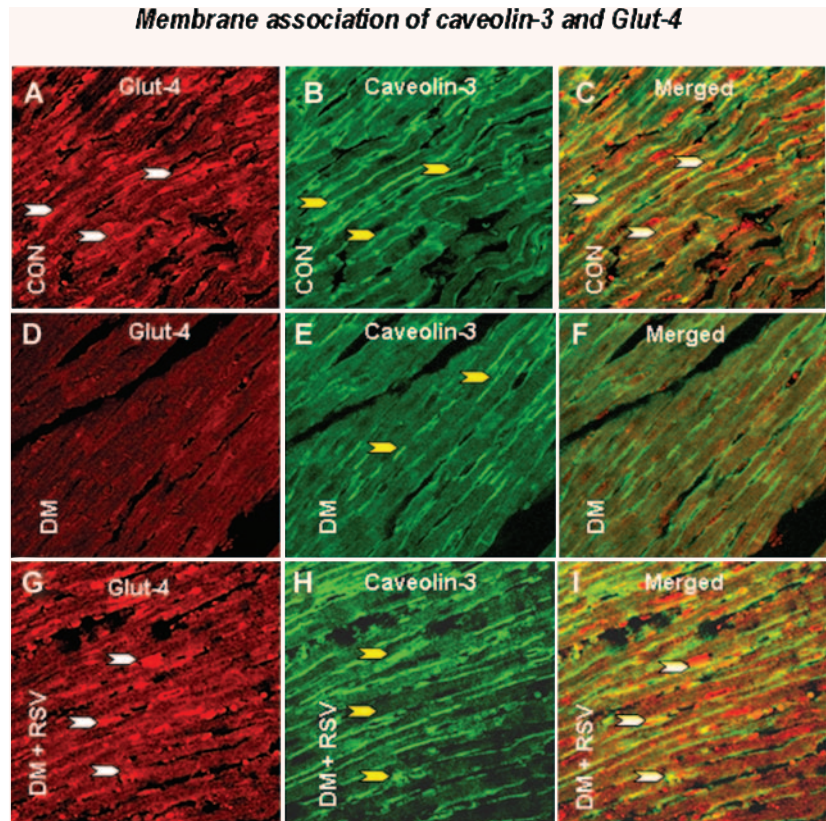 Membrane association of caveolin-3 and Glut-4
A Glut-4
B Caveolin-3
C Merged
CON
CON
CON
D Glut-4
E Caveolin-3
F Merged
DM
DM
DM
G Glut-4
H Caveolin-3
I Merged
DM + RSV
DM + RSV
DM + RSV